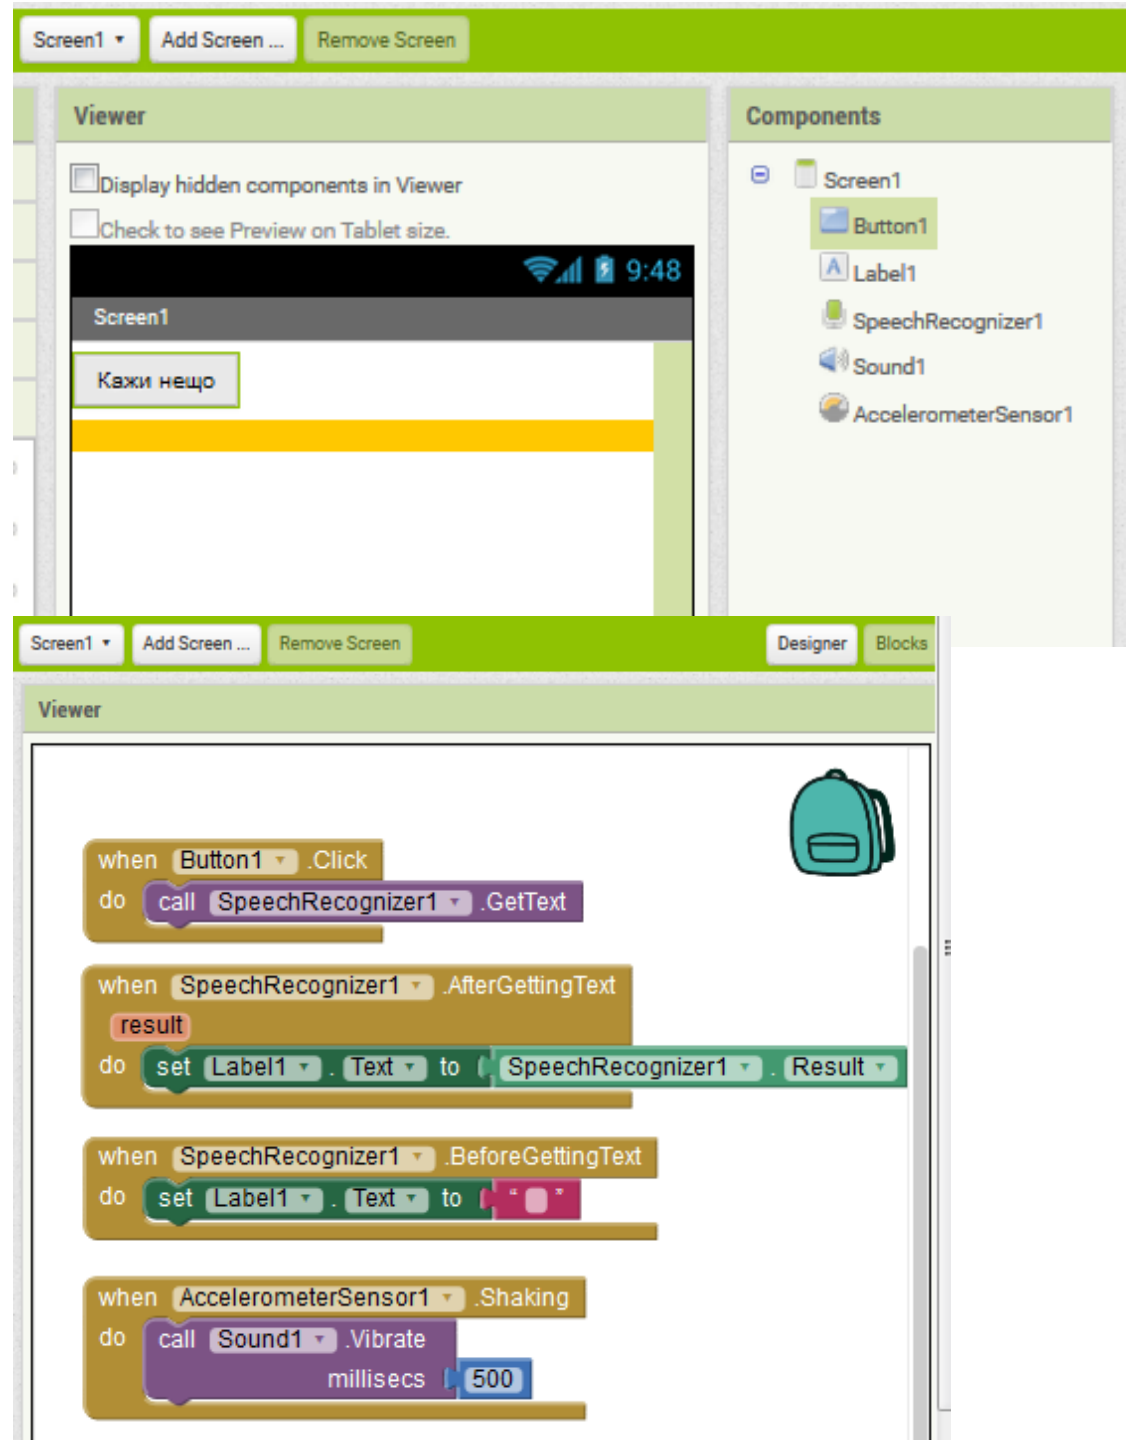 Screen1 Add Screen ... Remove Screen
Viewer
Components
Display hidden components in Viewer
Check to see Preview on Tablet size.
9:48
Screen1
Кажи нещо
Screen1
Button1
Label1
SpeechRecognizer1
Sound1
AccelerometerSensor1
Screen1 Add Screen ... Remove Screen Designer Blocks
Viewer
when Button1 .Click
do call SpeechRecognizer1 .GetText
when SpeechRecognizer1 .AfterGettingText
result
do set Label1 . Text to SpeechRecognizer1 . Result
when SpeechRecognizer1 .BeforeGettingText
do set Label1 . Text to “ ”
when AccelerometerSensor1 .Shaking
do call Sound1 .Vibrate
millisecs 500